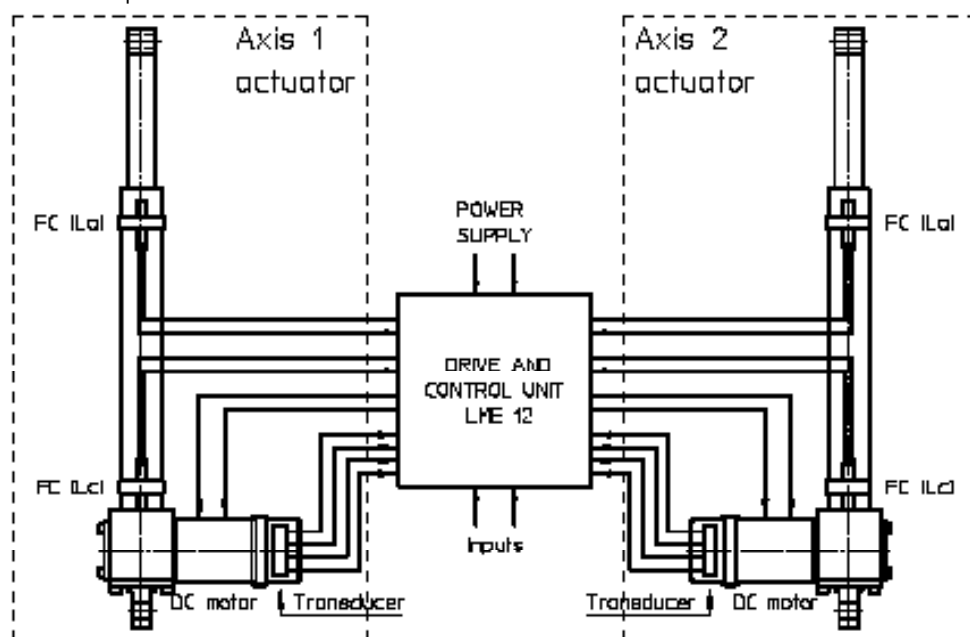 Axis 1
actuator
Axis 2
actuator
FC (La)
POWER
SUPPLY
FC (La)
DRIVE AND
CONTROL UNIT
LME 12
FC (Lc)
FC (Lc)
Inputs
DC motor
Transducer
Transducer
DC motor